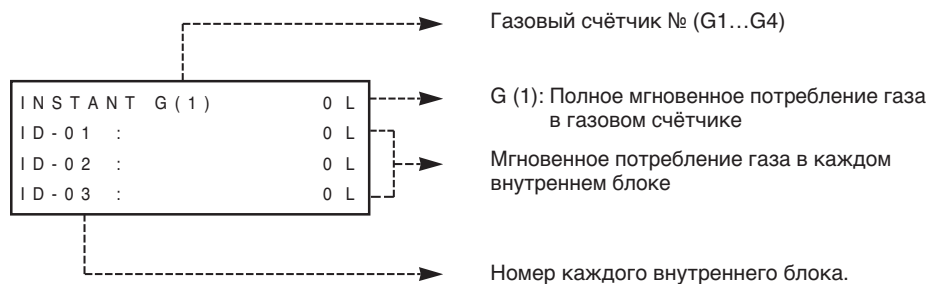 Газовый счётчик № (G1…G4)
INSTANT G(1) 0 L
ID-01 : 0 L
ID-02 : 0 L
ID-03 : 0 L
G (1): Полное мгновенное потребление газа
в газовом счётчике
Мгновенное потребление газа в каждом
внутреннем блоке
Номер каждого внутреннего блока.